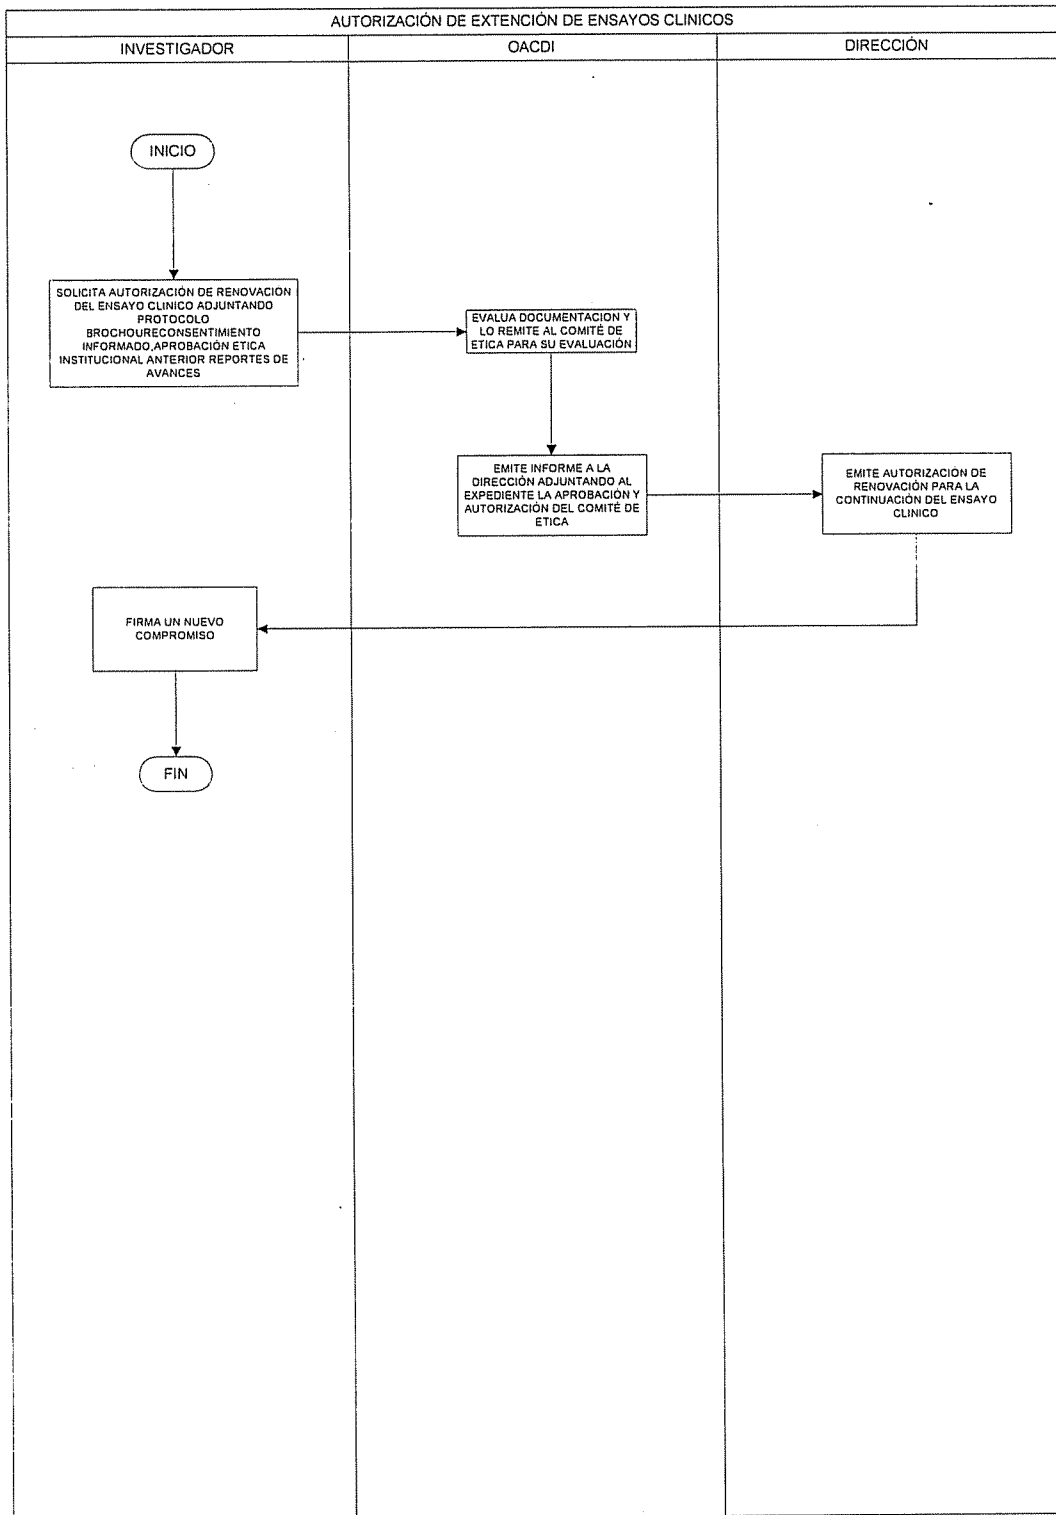 AUTORIZACIÓN DE EXTENCIÓN DE ENSAYOS CLINICOS
INVESTIGADOR
OACDI
DIRECCIÓN
INICIO
SOLICITA AUTORIZACIÓN DE RENOVACIÓN
DEL ENSAYO CLINICO ADJUNTANDO
PROTOCOLO
BROCHOURECONSENTIMIENTO
INFORMADO,APROBACIÓN ETICA
INSTITUCIONAL ANTERIOR REPORTES DE
AVANCES
EVALUA DOCUMENTACION Y
LO REMITE AL COMITÉ DE
ETICA PARA SU EVALUACIÓN
EMITE INFORME A LA
DIRECCIÓN ADJUNTANDO AL
EXPEDIENTE LA APROBACIÓN Y
AUTORIZACIÓN DEL COMITÉ DE
ETICA
EMITE AUTORIZACIÓN DE
RENOVACIÓN PARA LA
CONTINUACIÓN DEL ENSAYO
CLINICO
FIRMA UN NUEVO
COMPROMISO
FIN